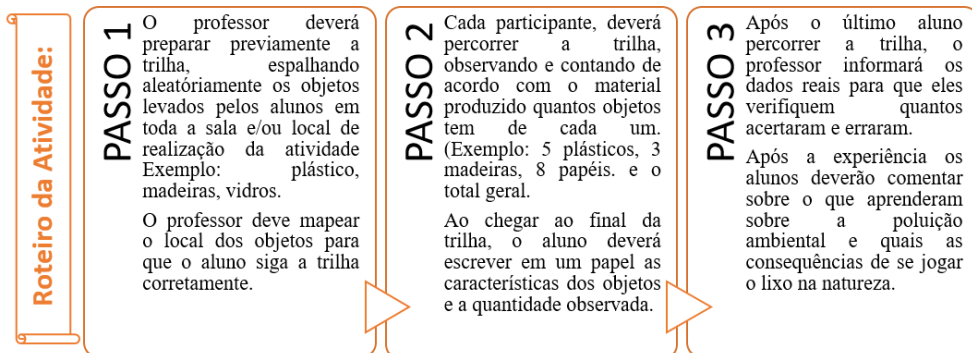 Roteiro da Atividade:
PASSO 1
O professor deverá
preparar previamente a
trilha, espalhando
aleatóriamente os objetos
levados pelos alunos em
toda a sala e/ou local de
realização da atividade
Exemplo: plástico,
madeiras, vidros.
O professor deve mapear
o local dos objetos para
que o aluno siga a trilha
corretamente.
PASSO 2
Cada participante, deverá
percorrer a trilha,
observando e contando de
acordo com o material
produzido quantos objetos
tem de cada um.
(Exemplo: 5 plásticos, 3
madeiras, 8 papéis. e o
total geral.
Ao chegar ao final da
trilha, o aluno deverá
escrever em um papel as
características dos objetos
e a quantidade observada.
PASSO 3
Após o último aluno
percorrer a trilha, o
professor informará os
dados reais para que eles
verifiquem quantos
acertaram e erraram.
Após a experiência os
alunos deverão comentar
sobre o que aprenderam
sobre a poluição
ambiental e quais as
consequências de se jogar
o lixo na natureza.